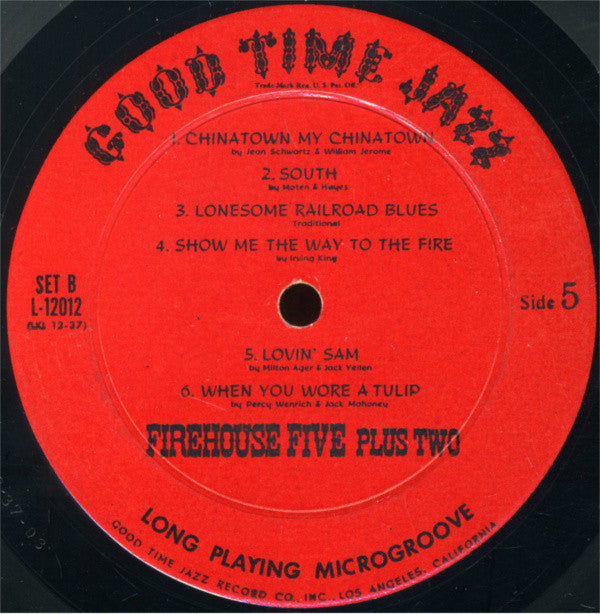 GOOD TIME JAZZ
Trade Mark Reg. U.S. Pat. Off.
1. CHINATOWN MY CHINATOWN
by Jean Schwartz & William Jerome
2. SOUTH
by Moten & Hayes
3. LONESOME RAILROAD BLUES
Traditional
4. SHOW ME THE WAY TO THE FIRE
by Irving King
SET B
L-12012
Side 5
5. LOVIN' SAM
by Milton Ager & Jack Yellen
6. WHEN YOU WORE A TULIP
by Percy Wenrich & Jack Mahoney
FIREHOUSE FIVE PLUS TWO
LONG PLAYING MICROGROOVE
GOOD TIME JAZZ RECORD CO., INC., LOS ANGELES, CALIFORNIA